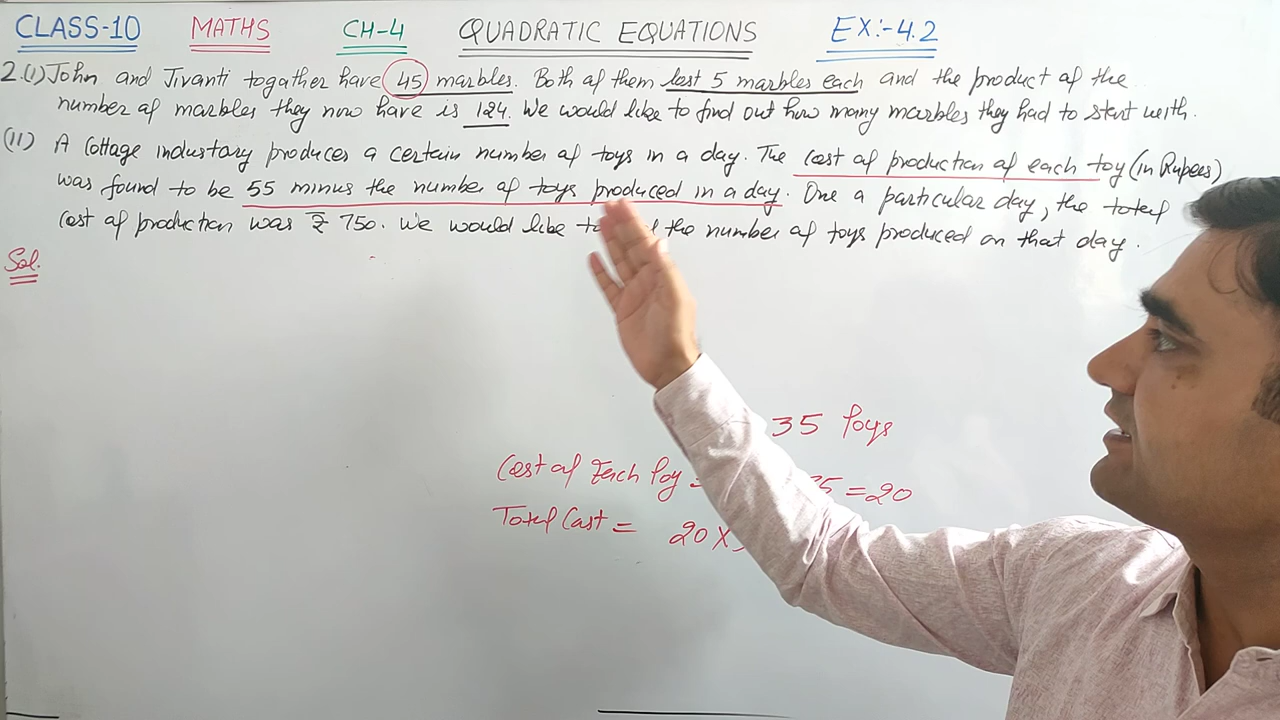 CLASS-10 MATHS CH-4 QUADRATIC EQUATIONS EX:-4.2
2.(i) John and Jivanti togather have 45 marbles. Both of them lost 5 marbles each and the product of the
number of marbles they now have is 124. We would like to find out how many marbles they had to start with.
(II) A Cottage industary produces a certain number of toys in a day. The cost of production of each toy (in Rupees)
was found to be 55 minus the number of toys produced in a day. One a particular day, the total
cost of production was ₹ 750. We would like to the number of toys produced on that day.
Sol.
35 Toys
Cost of Each Toy = = 20
Total Cost = 20 X